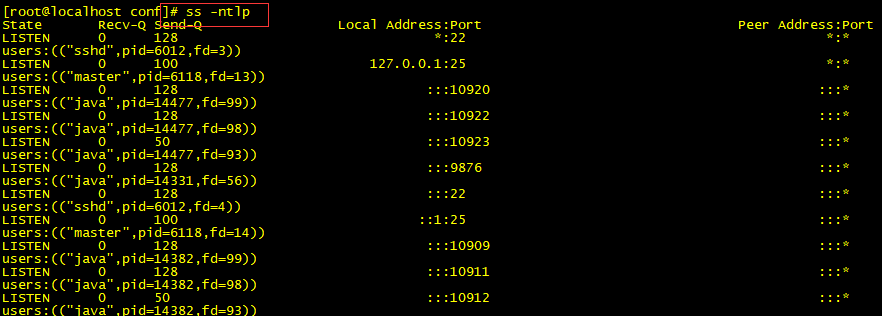 [root@localhost conf]# ss -ntlp
State Recv-Q Send-Q Local Address:Port Peer Address:Port
LISTEN 0 128 *:22 *:*
users:(("sshd",pid=6012,fd=3))
LISTEN 0 100 127.0.0.1:25 *:*
users:(("master",pid=6118,fd=13))
LISTEN 0 128 :::10920 :::*
users:(("java",pid=14477,fd=99))
LISTEN 0 128 :::10922 :::*
users:(("java",pid=14477,fd=98))
LISTEN 0 50 :::10923 :::*
users:(("java",pid=14477,fd=93))
LISTEN 0 128 :::9876 :::*
users:(("java",pid=14331,fd=56))
LISTEN 0 128 :::22 :::*
users:(("sshd",pid=6012,fd=4))
LISTEN 0 100 ::1:25 :::*
users:(("master",pid=6118,fd=14))
LISTEN 0 128 :::10909 :::*
users:(("java",pid=14382,fd=99))
LISTEN 0 128 :::10911 :::*
users:(("java",pid=14382,fd=98))
LISTEN 0 50 :::10912 :::*
users:(("java",pid=14382,fd=93))